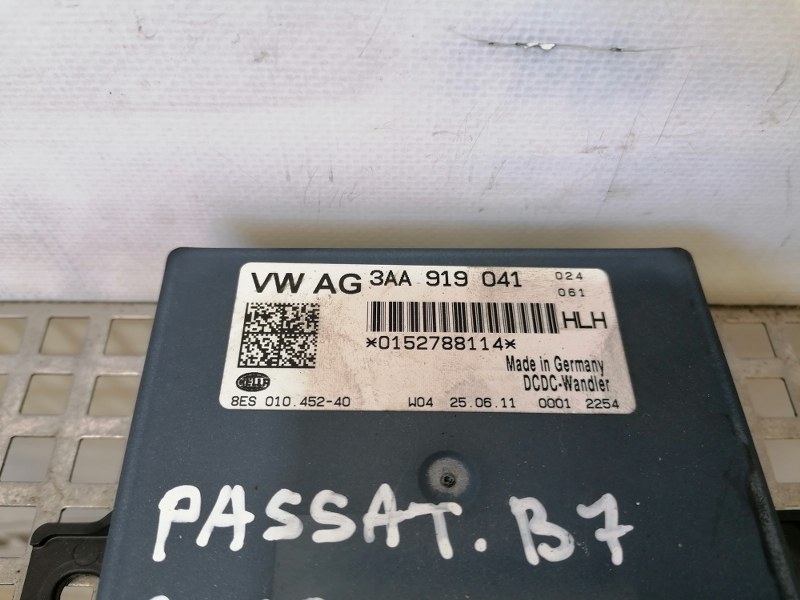 VW AG 3AA 919 041 024
061
HLH
*0152788114*
Made in Germany
DCDC-Wandler
HELLA
8ES 010.452-40 W04 25.06.11 0001 2254
PASSAT. B7